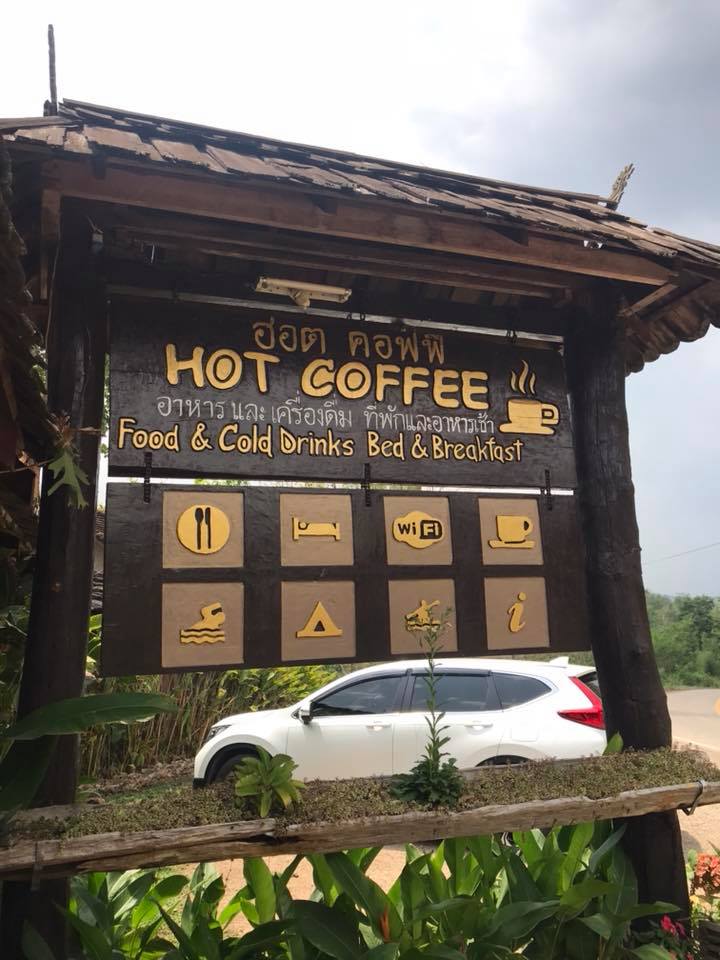 ฮอต คอฟฟี
HOT COFFEE
อาหาร และ เครื่องดื่ม ที่พักและอาหารเช้า
Food & Cold Drinks Bed & Breakfast
WiFi
i